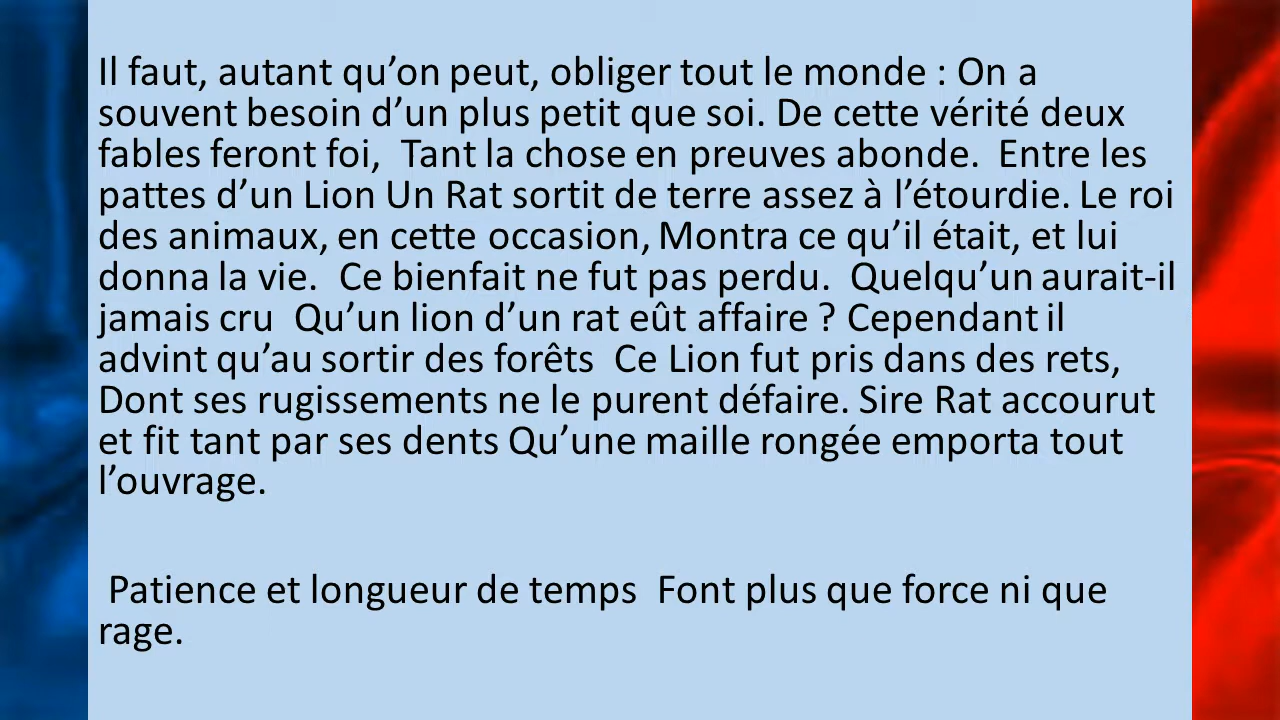 Il faut, autant qu’on peut, obliger tout le monde : On a
souvent besoin d’un plus petit que soi. De cette vérité deux
fables feront foi,  Tant la chose en preuves abonde.  Entre les
pattes d’un Lion Un Rat sortit de terre assez à l’étourdie. Le roi
des animaux, en cette occasion, Montra ce qu’il était, et lui
donna la vie.  Ce bienfait ne fut pas perdu.  Quelqu’un aurait-il
jamais cru  Qu’un lion d’un rat eût affaire ? Cependant il
advint qu’au sortir des forêts  Ce Lion fut pris dans des rets,
Dont ses rugissements ne le purent défaire. Sire Rat accourut
et fit tant par ses dents Qu’une maille rongée emporta tout
l’ouvrage.
Patience et longueur de temps  Font plus que force ni que
rage.